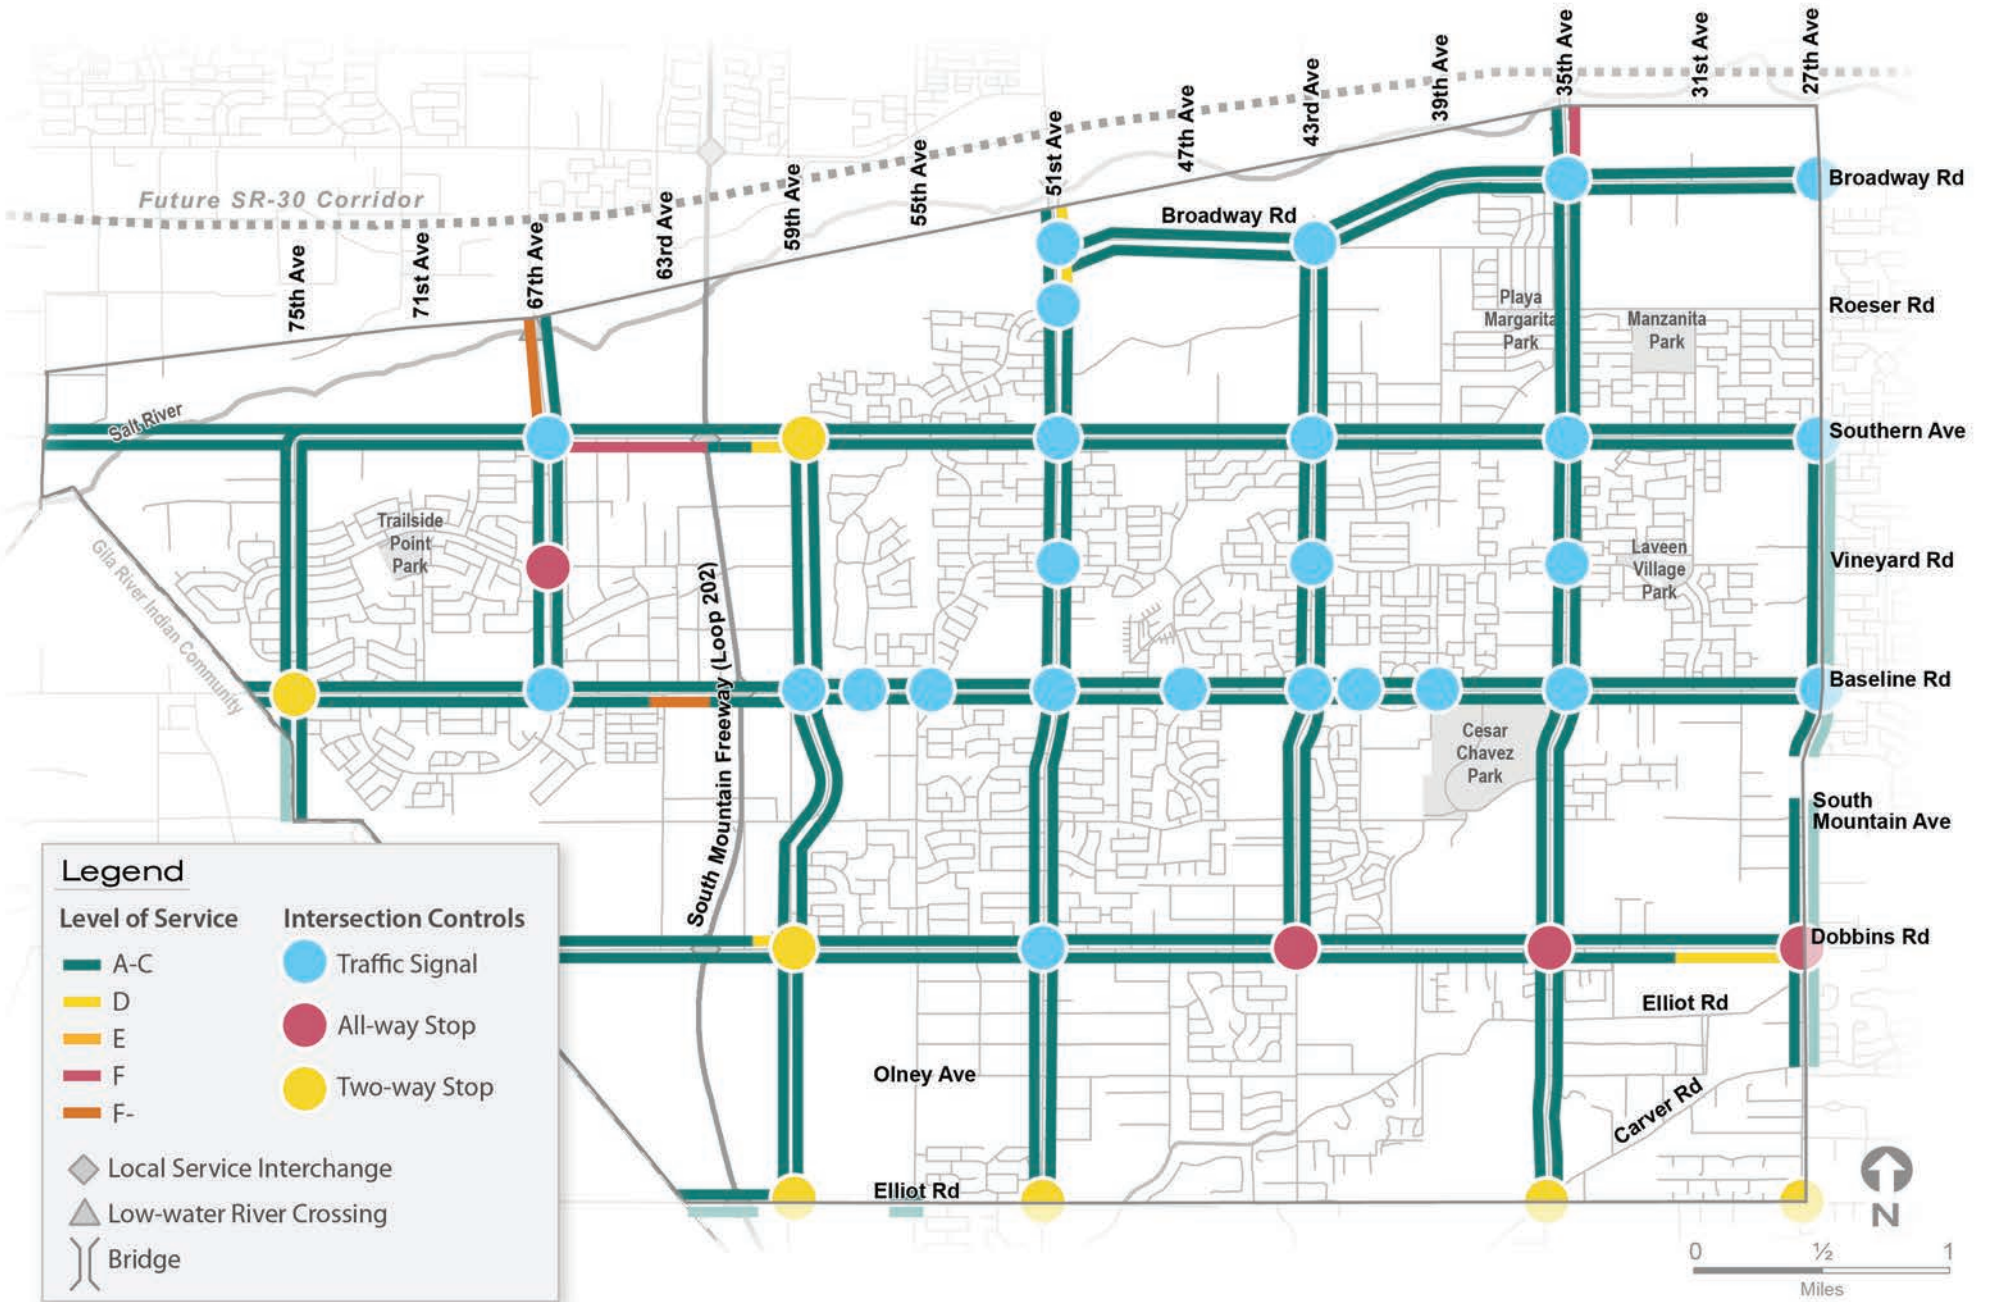 35th Ave
31st Ave
27th Ave
39th Ave
43rd Ave
47th Ave
51st Ave
55th Ave
59th Ave
63rd Ave
67th Ave
71st Ave
75th Ave
Future SR-30 Corridor
Broadway Rd
Broadway Rd
Roeser Rd
Playa
Margarita
Park
Manzanita
Park
Salt River
Southern Ave
Trailside
Point
Park
Gila River Indian Community
South Mountain Freeway (Loop 202)
Laveen
Village
Park
Vineyard Rd
Baseline Rd
Cesar
Chavez
Park
South
Mountain Ave
Dobbins Rd
Elliot Rd
Olney Ave
Carver Rd
Elliot Rd
Legend
Level of Service
A-C
D
E
F
F-
Intersection Controls
Traffic Signal
All-way Stop
Two-way Stop
Local Service Interchange
Low-water River Crossing
Bridge
N
0 ½ 1
Miles